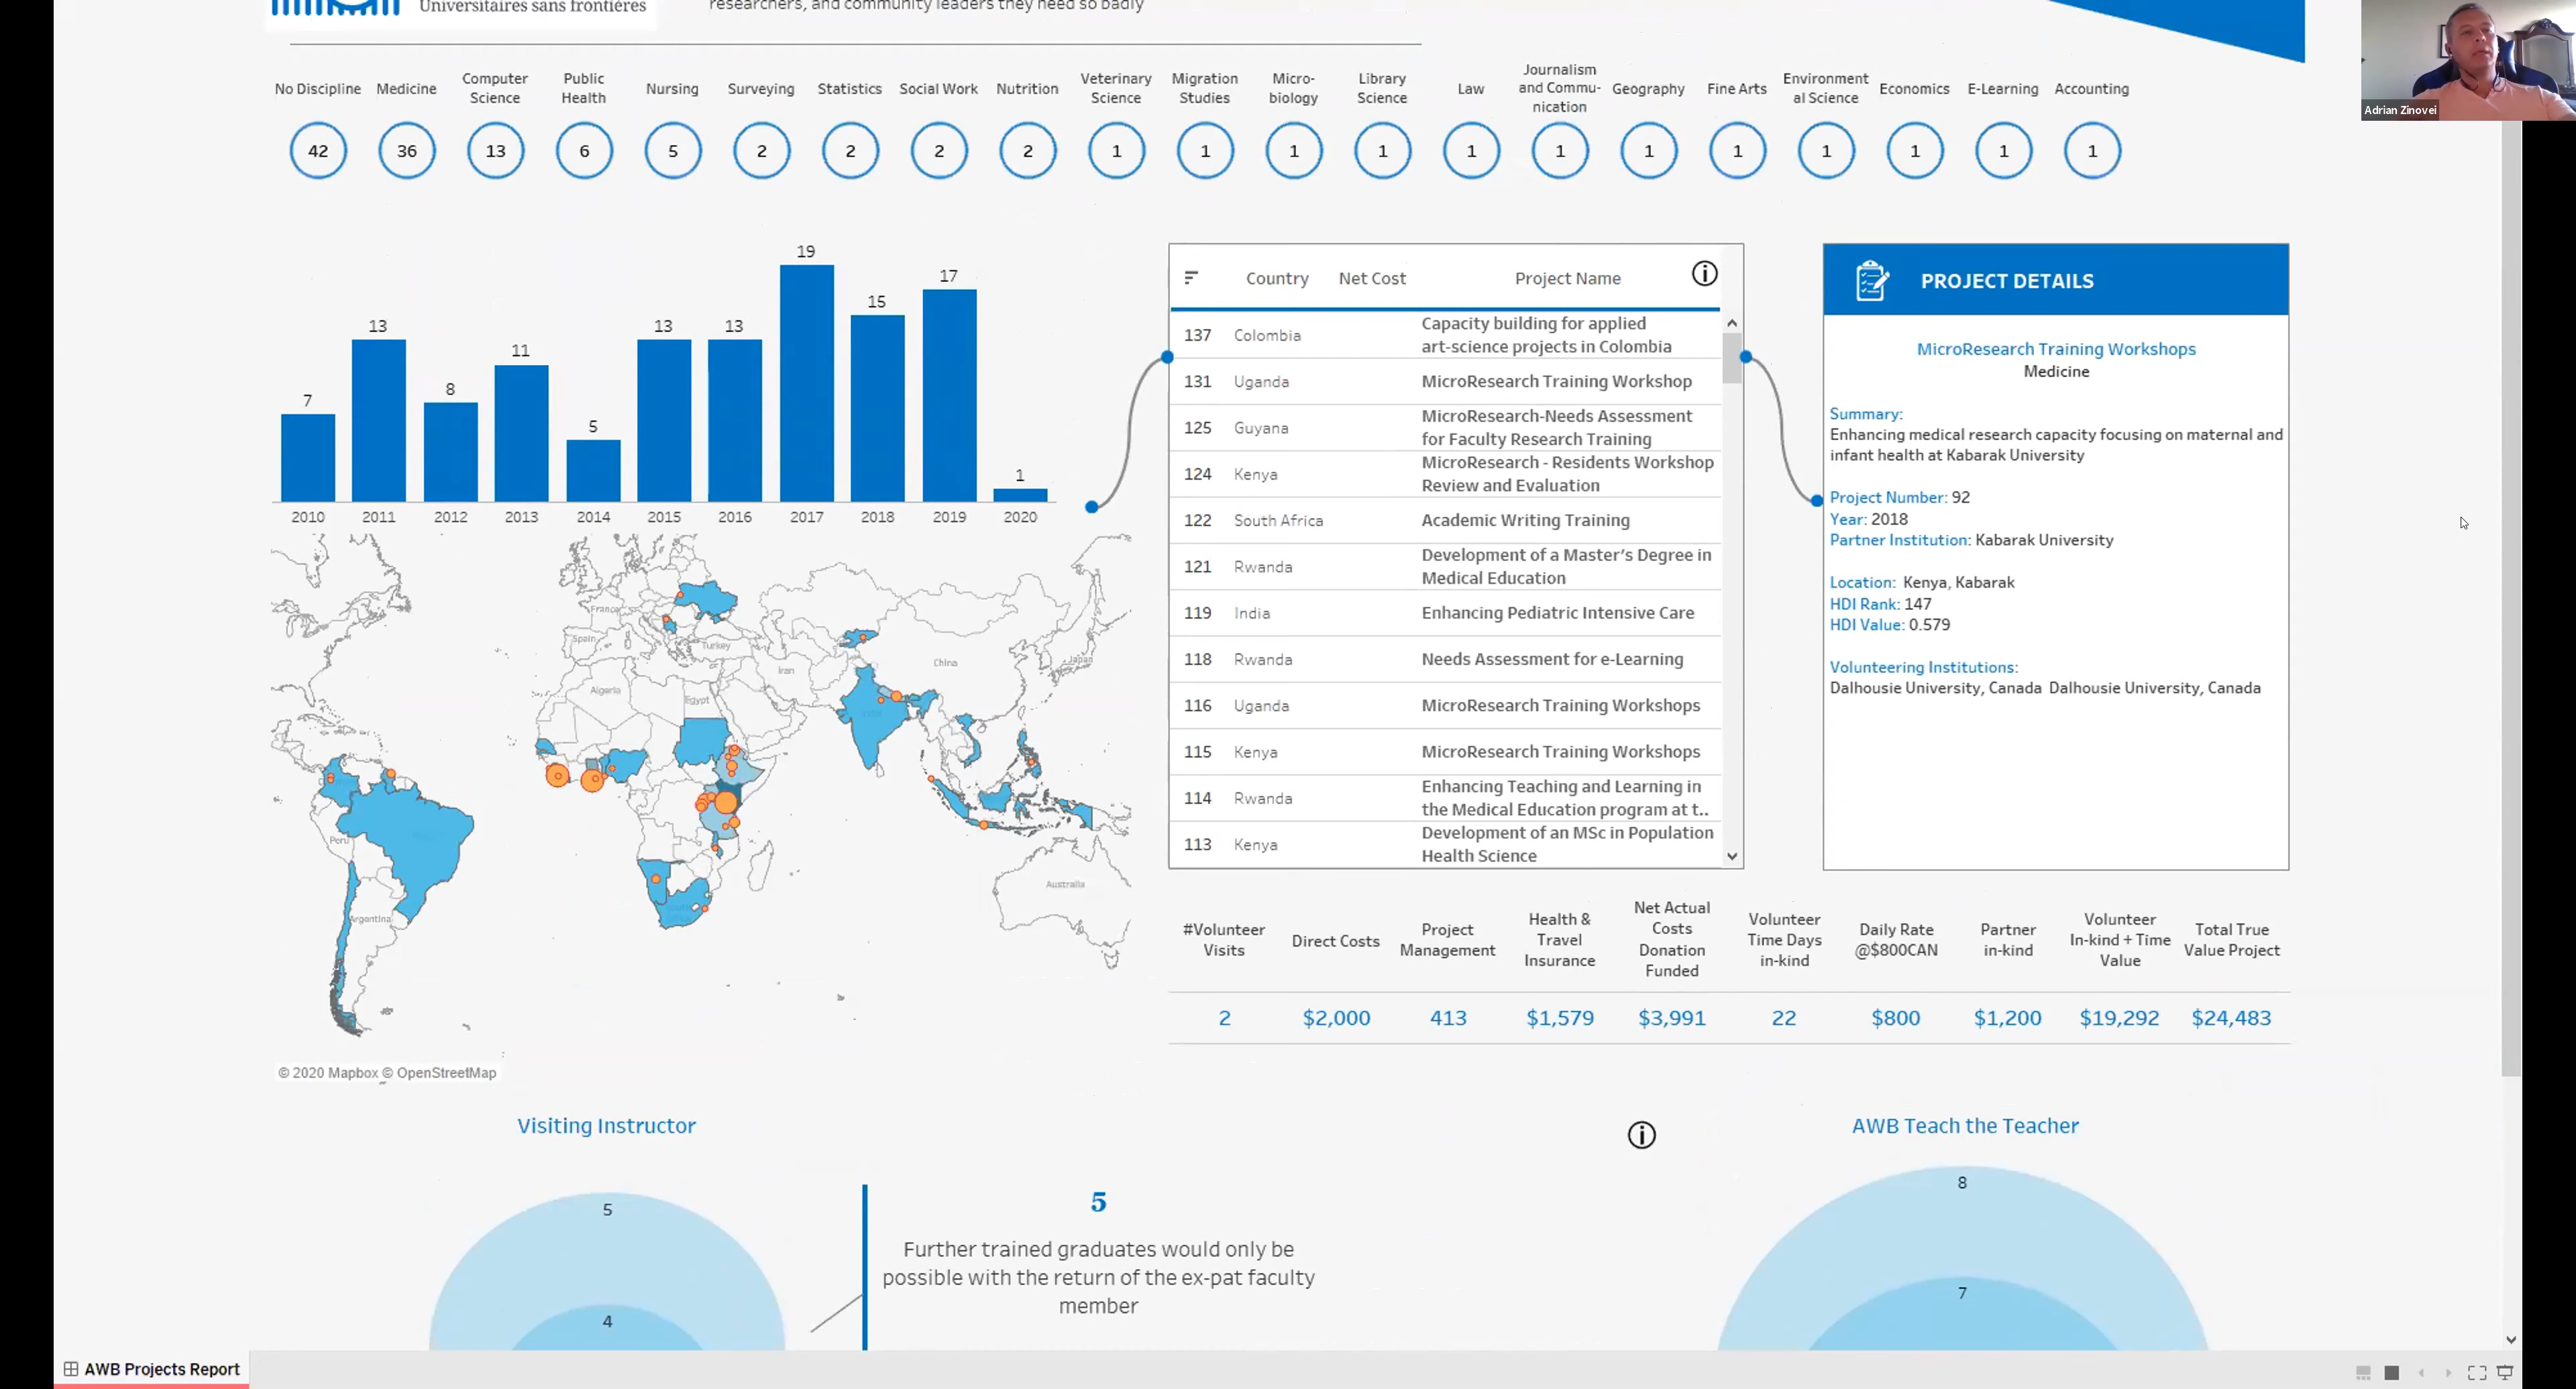 Universitaires sans frontières
researchers, and community leaders they need so badly
Adrian Zinovei
No Discipline
Medicine
Computer
Science
Public
Health
Nursing
Surveying
Statistics
Social Work
Nutrition
Veterinary
Science
Migration
Studies
Micro-
biology
Library
Science
Law
Journalism
and Commu-
nication
Geography
Fine Arts
Environment
al Science
Economics
E-Learning
Accounting
42 36 13 6 5 2 2 2 2 1 1 1 1 1 1 1 1 1 1 1 1
7
13
8
11
5
13
13
19
15
17
1
2010 2011 2012 2013 2014 2015 2016 2017 2018 2019 2020
France
Spain
Turkey
Algeria
Egypt
Iran
China
Japan
Peru
Argentina
Australia
© 2020 Mapbox © OpenStreetMap
Country Net Cost Project Name
137 Colombia Capacity building for applied
art-science projects in Colombia
131 Uganda MicroResearch Training Workshop
125 Guyana MicroResearch-Needs Assessment
for Faculty Research Training
124 Kenya MicroResearch - Residents Workshop
Review and Evaluation
122 South Africa Academic Writing Training
121 Rwanda Development of a Master's Degree in
Medical Education
119 India Enhancing Pediatric Intensive Care
118 Rwanda Needs Assessment for e-Learning
116 Uganda MicroResearch Training Workshops
115 Kenya MicroResearch Training Workshops
114 Rwanda Enhancing Teaching and Learning in
the Medical Education program at t..
113 Kenya Development of an MSc in Population
Health Science
PROJECT DETAILS
MicroResearch Training Workshops
Medicine
Summary:
Enhancing medical research capacity focusing on maternal and
infant health at Kabarak University
Project Number: 92
Year: 2018
Partner Institution: Kabarak University
Location: Kenya, Kabarak
HDI Rank: 147
HDI Value: 0.579
Volunteering Institutions:
Dalhousie University, Canada Dalhousie University, Canada
#Volunteer
Visits
Direct Costs
Project
Management
Health &
Travel
Insurance
Net Actual
Costs
Donation
Funded
Volunteer
Time Days
in-kind
Daily Rate
@$800CAN
Partner
in-kind
Volunteer
In-kind + Time
Value
Total True
Value Project
2 $2,000 413 $1,579 $3,991 22 $800 $1,200 $19,292 $24,483
Visiting Instructor
5
4
5
Further trained graduates would only be
possible with the return of the ex-pat faculty
member
AWB Teach the Teacher
8
7
AWB Projects Report